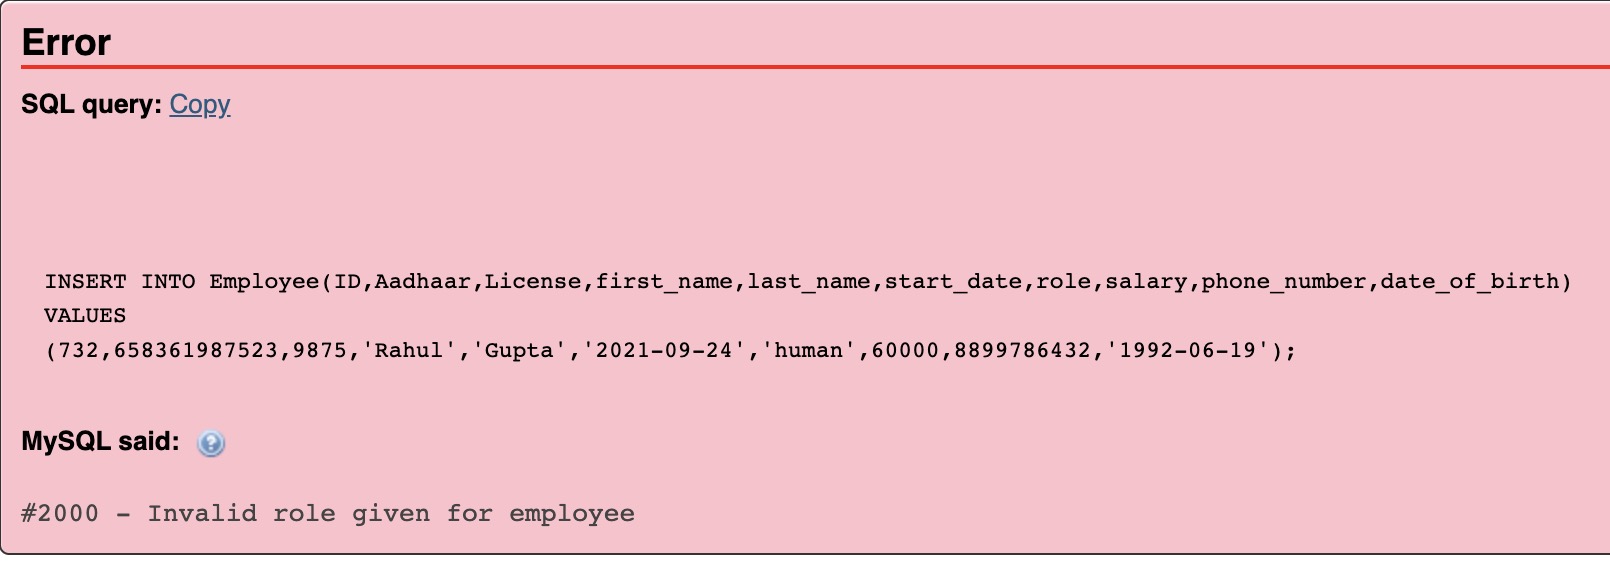 Error
SQL query: Copy
INSERT INTO Employee(ID,Aadhaar,License,first_name,last_name,start_date,role,salary,phone_number,date_of_birth)
VALUES
(732,658361987523,9875,'Rahul','Gupta','2021-09-24','human',60000,8899786432,'1992-06-19');
MySQL said: ?
#2000 - Invalid role given for employee